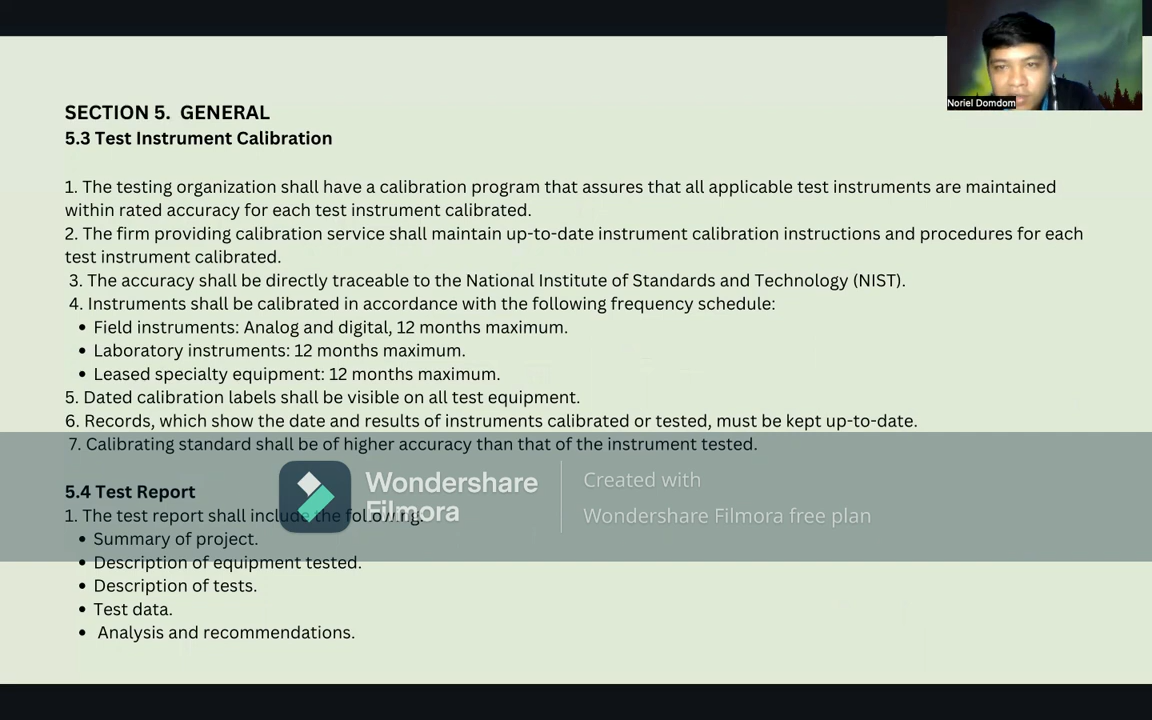 Noriel Domdom
SECTION 5.  GENERAL
5.3 Test Instrument Calibration
1. The testing organization shall have a calibration program that assures that all applicable test instruments are maintained
within rated accuracy for each test instrument calibrated.
2. The firm providing calibration service shall maintain up-to-date instrument calibration instructions and procedures for each
test instrument calibrated.
3. The accuracy shall be directly traceable to the National Institute of Standards and Technology (NIST).
4. Instruments shall be calibrated in accordance with the following frequency schedule:
• Field instruments: Analog and digital, 12 months maximum.
• Laboratory instruments: 12 months maximum.
• Leased specialty equipment: 12 months maximum.
5. Dated calibration labels shall be visible on all test equipment.
6. Records, which show the date and results of instruments calibrated or tested, must be kept up-to-date.
7. Calibrating standard shall be of higher accuracy than that of the instrument tested.
5.4 Test Report
1. The test report shall include the following:
• Summary of project.
• Description of equipment tested.
• Description of tests.
• Test data.
• Analysis and recommendations.
Wondershare
Filmora
Created with
Wondershare Filmora free plan